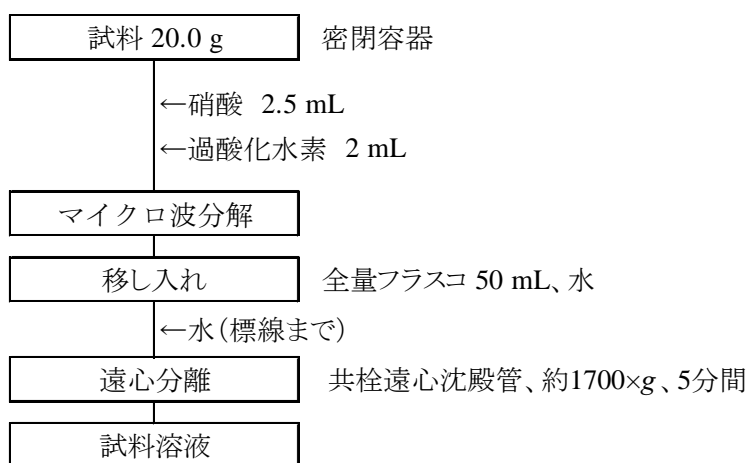 試料 20.0 g 密閉容器
←硝酸 2.5 mL
←過酸化水素 2 mL
マイクロ波分解
移し入れ 全量フラスコ 50 mL、水
←水(標線まで)
遠心分離 共栓遠心沈殿管、約1700×g、5分間
試料溶液